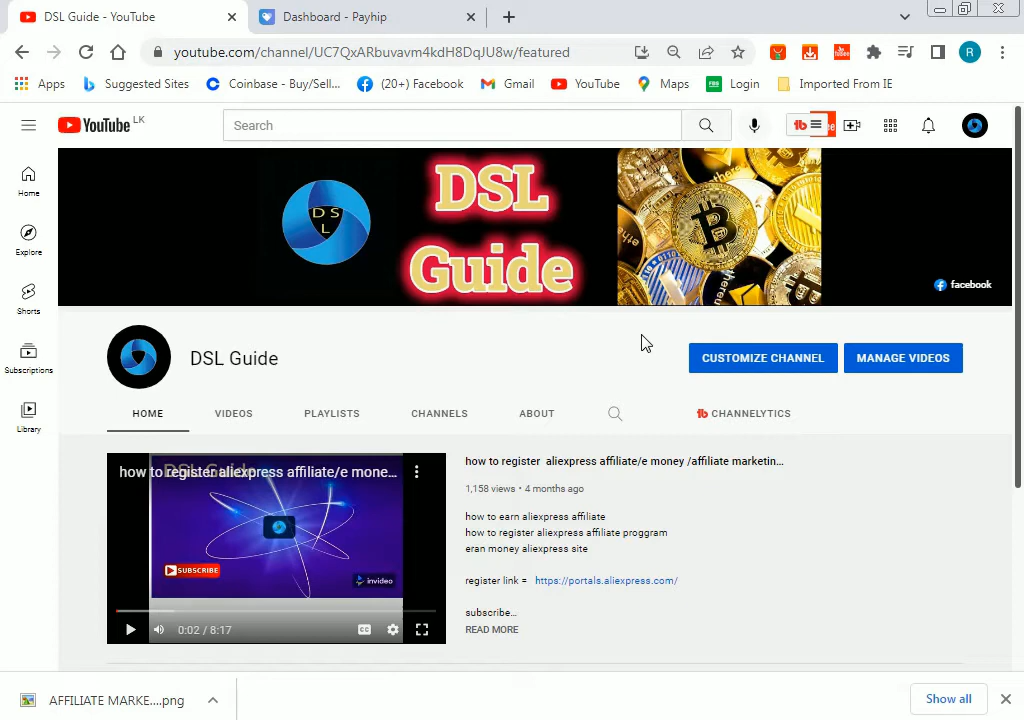 DSL Guide - YouTube
Dashboard - Payhip
youtube.com/channel/UC7QxARbuvavm4kdH8DqJU8w/featured
R
Apps
Suggested Sites
Coinbase - Buy/Sell...
(20+) Facebook
Gmail
YouTube
Maps
Login
Imported From IE
YouTube LK
Search
DSL
Guide
D S
L
facebook
Home
Explore
Shorts
Subscriptions
Library
DSL Guide
CUSTOMIZE CHANNEL
MANAGE VIDEOS
HOME
VIDEOS
PLAYLISTS
CHANNELS
ABOUT
CHANNELYTICS
how to register aliexpress affiliate/e mone...
DSL Guide
SUBSCRIBE
invideo
0:02 / 8:17
how to register aliexpress affiliate/e money /affiliate marketin...
1,158 views • 4 months ago
how to earn aliexpress affiliate
how to register aliexpress affiliate proggram
eran money aliexpress site
register link = https://portals.aliexpress.com/
subscribe...
READ MORE
AFFILIATE MARKE....png
Show all